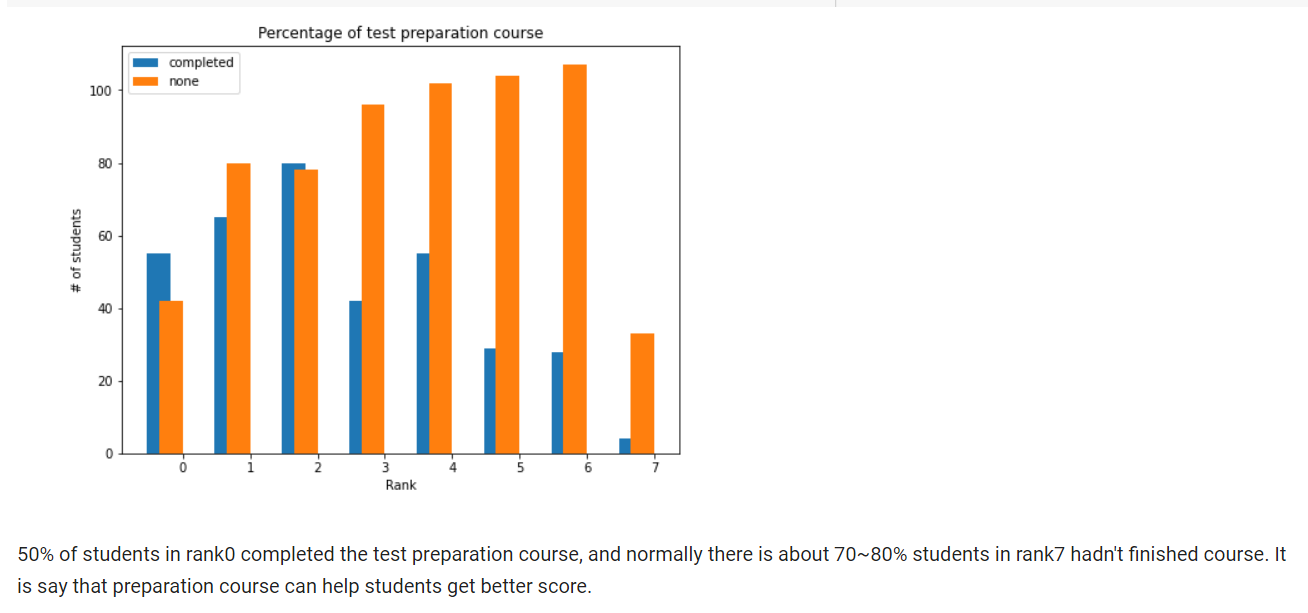 Percentage of test preparation course
completed
none
100
80
60
40
20
0
# of students
0 1 2 3 4 5 6 7
Rank
50% of students in rank0 completed the test preparation course, and normally there is about 70~80% students in rank7 hadn't finished course. It
is say that preparation course can help students get better score.